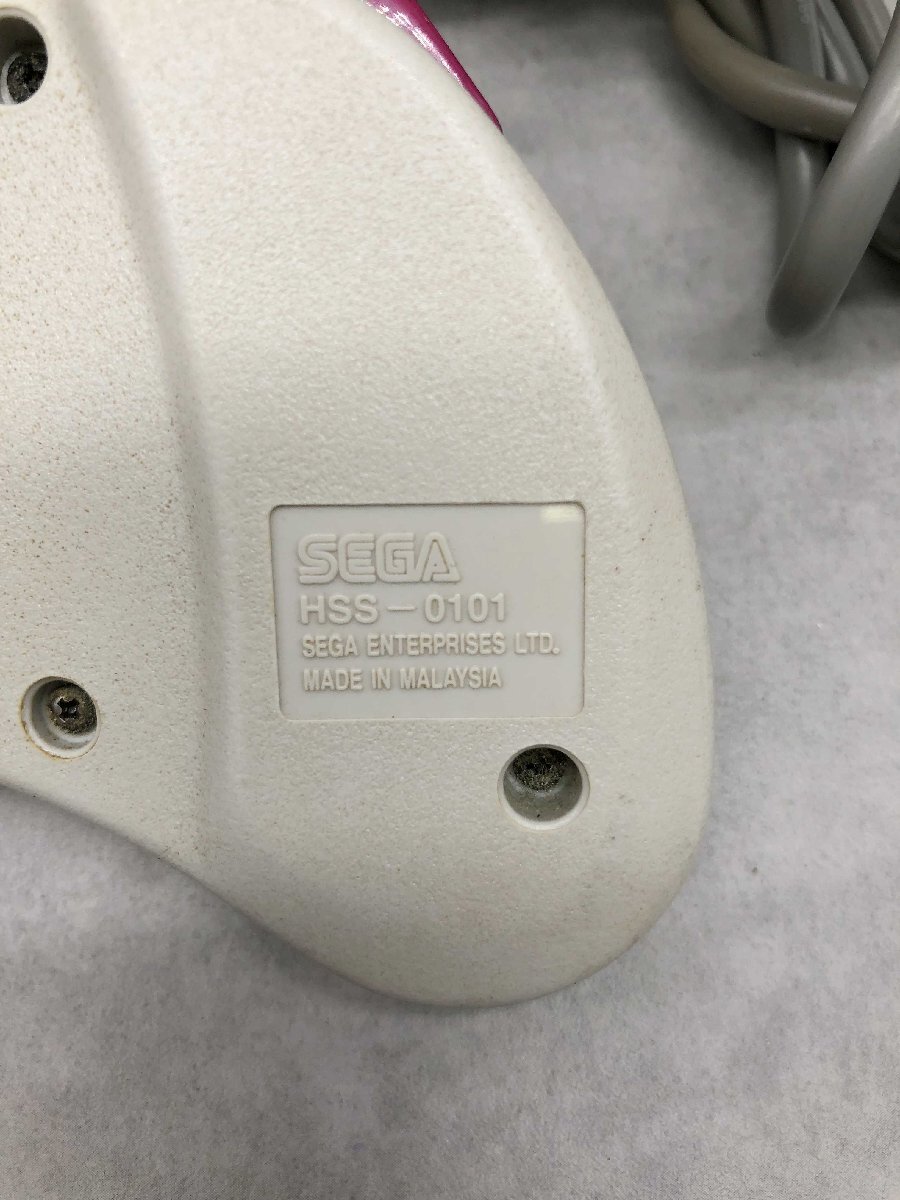 SEGA
HSS-0101
SEGA ENTERPRISES LTD.
MADE IN MALAYSIA